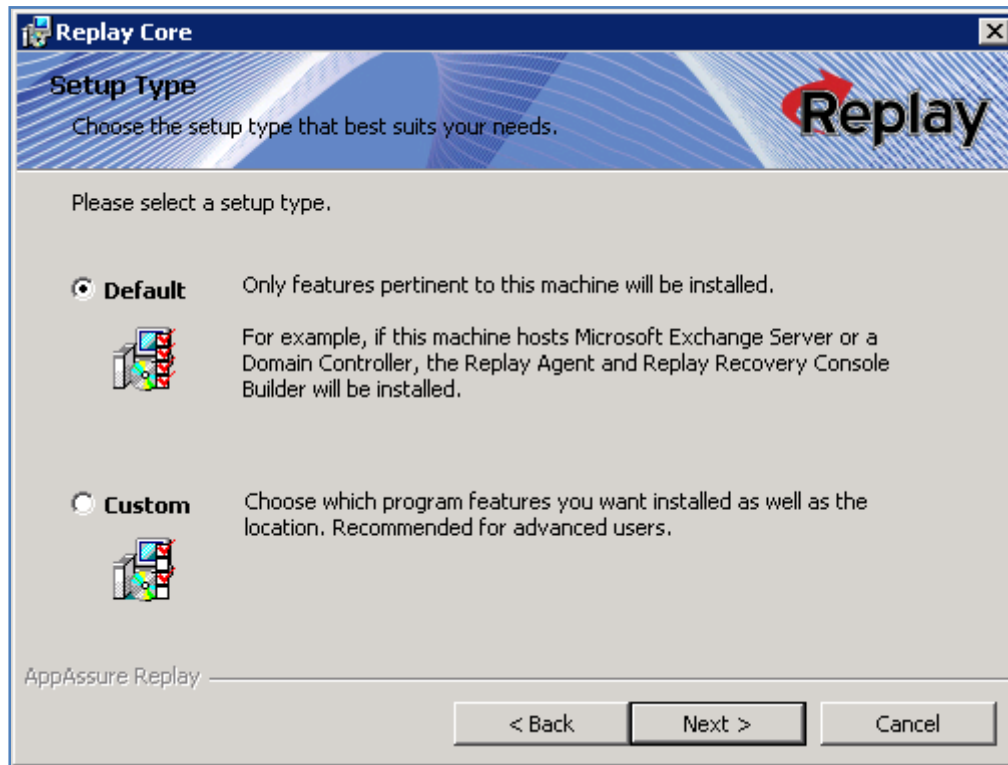 Replay Core
Setup Type
Choose the setup type that best suits your needs.
Replay
Please select a setup type.
Default
Only features pertinent to this machine will be installed.
For example, if this machine hosts Microsoft Exchange Server or a
Domain Controller, the Replay Agent and Replay Recovery Console
Builder will be installed.
Custom
Choose which program features you want installed as well as the
location. Recommended for advanced users.
AppAssure Replay
< Back
Next >
Cancel